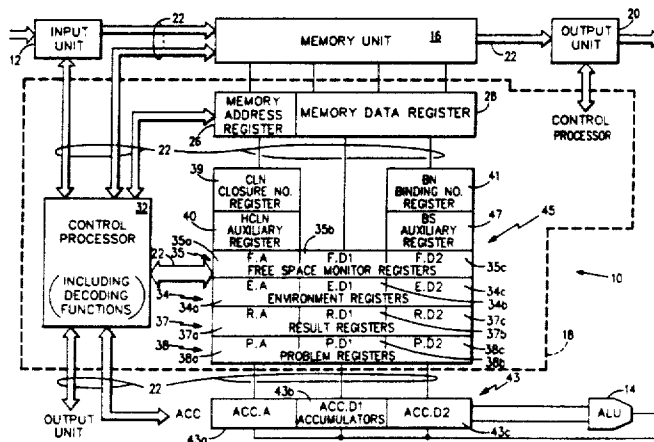 20
22
INPUT
UNIT
12
MEMORY UNIT
16
22
OUTPUT
UNIT
28
MEMORY
ADDRESS
REGISTER
MEMORY DATA REGISTER
26
CONTROL
PROCESSOR
22
39
CLN
CLOSURE NO.
REGISTER
BN
BINDING NO.
REGISTER
41
32
40
HCLN
AUXILIARY
REGISTER
BS
AUXILIARY
REGISTER
47
45
CONTROL
PROCESSOR
(INCLUDING
DECODING
FUNCTIONS)
35a
35b
22
35
F.A
F.D1
F.D2
FREE SPACE MONITOR REGISTERS
35c
10
34
E.A
E.D1
E.D2
34c
ENVIRONMENT REGISTERS
34a
34b
37
R.A
R.D1
R.D2
37c
RESULT REGISTERS
37a
37b
38
P.A
P.D1
P.D2
38c
PROBLEM REGISTERS
38a
38b
18
22
43
43b
14
OUTPUT
UNIT
ACC
ACC.A
ACC.D1
ACCUMULATORS
ACC.D2
ALU
43a
43c